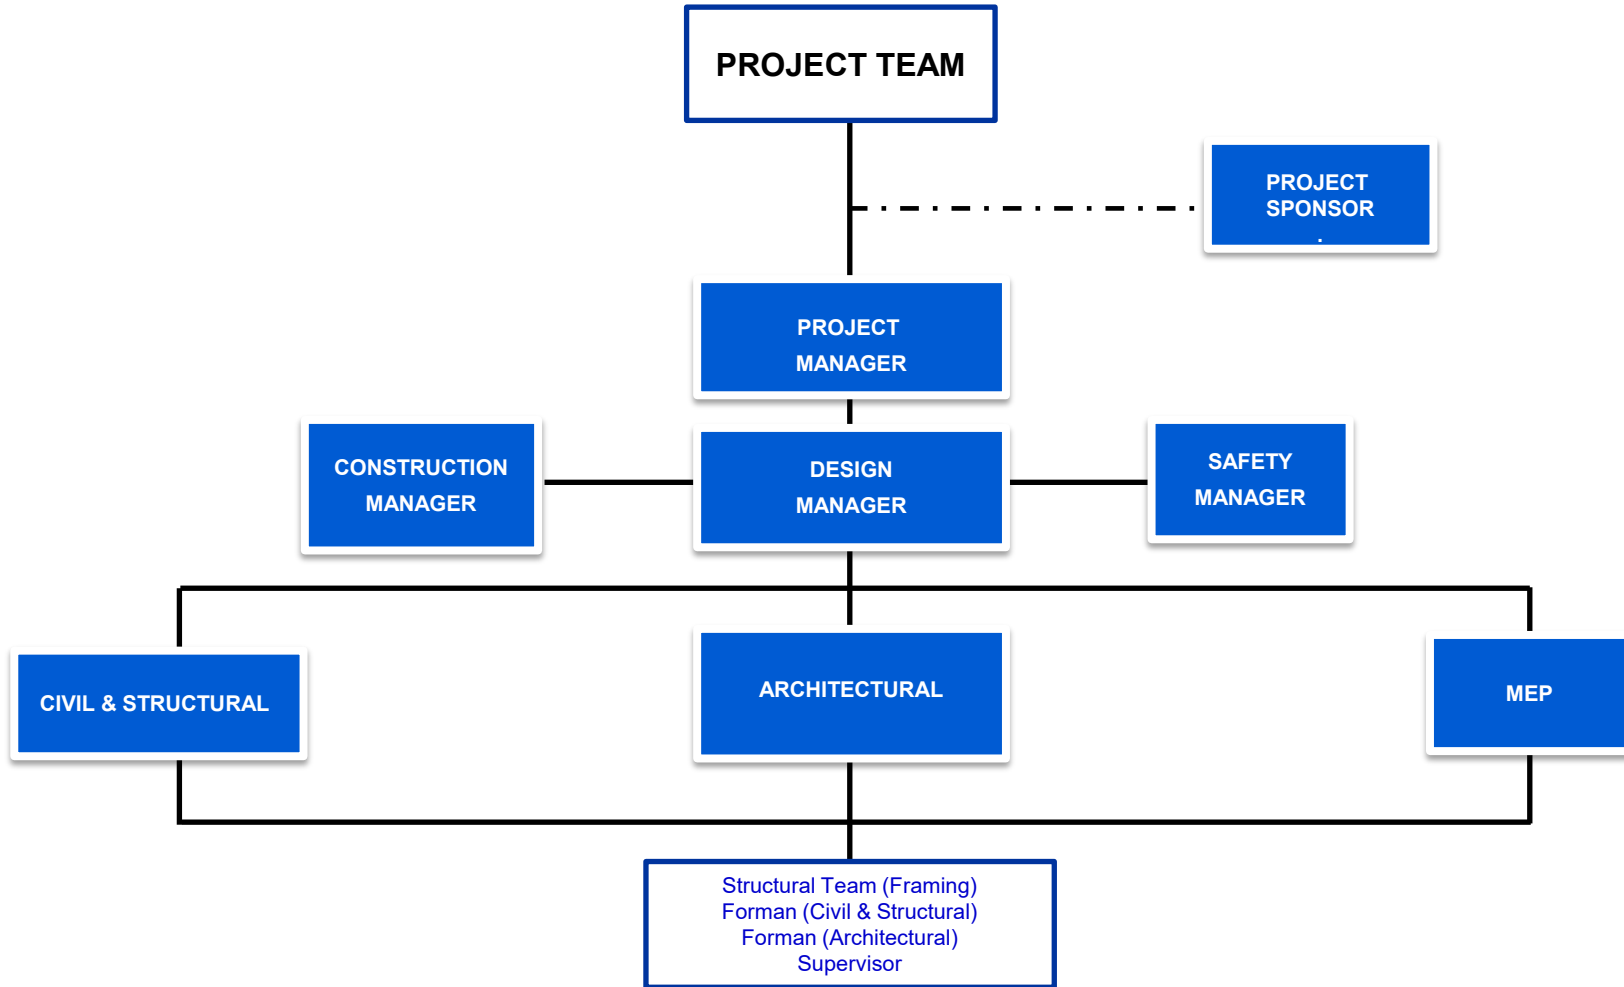 PROJECT TEAM
PROJECT
SPONSOR
.
PROJECT
MANAGER
CONSTRUCTION
MANAGER
DESIGN
MANAGER
SAFETY
MANAGER
CIVIL & STRUCTURAL
ARCHITECTURAL
MEP
Structural Team (Framing)
Forman (Civil & Structural)
Forman (Architectural)
Supervisor